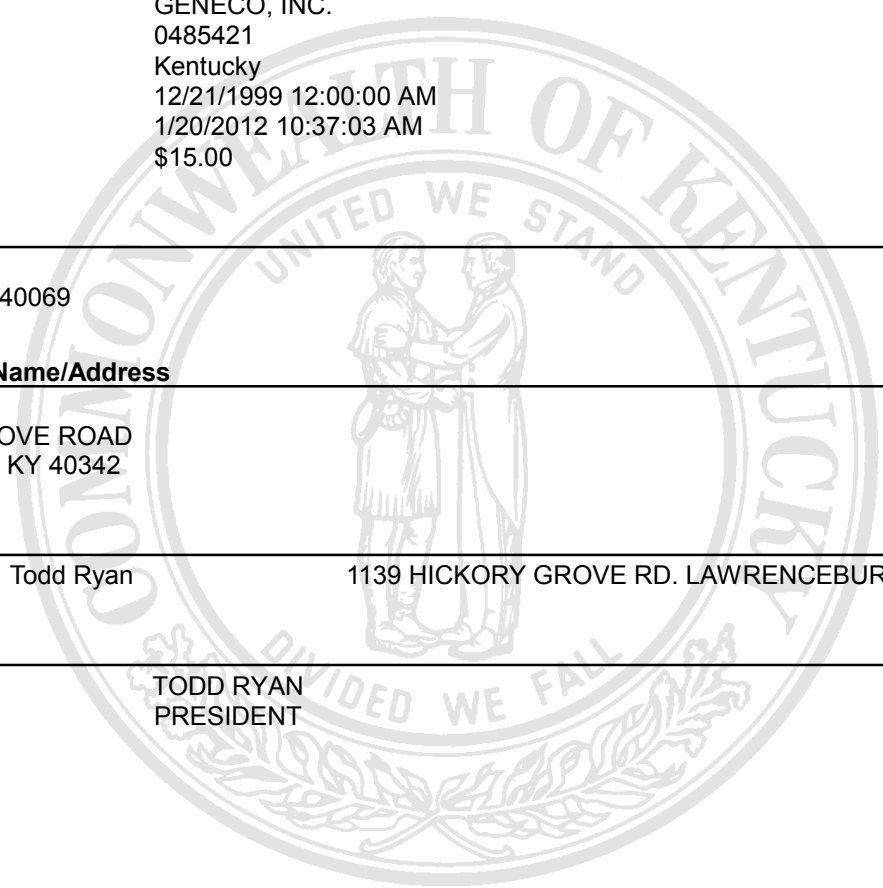 GENECO, INC.
0485421
Kentucky
12/21/1999 12:00:00 AM
1/20/2012 10:37:03 AM
$15.00
COMMONWEALTH OF KENTUCKY
UNITED WE STAND
40069
Name/Address
OVE ROAD
KY 40342
Todd Ryan 1139 HICKORY GROVE RD. LAWRENCEBUR
DIVIDED WE FALL
TODD RYAN
PRESIDENT